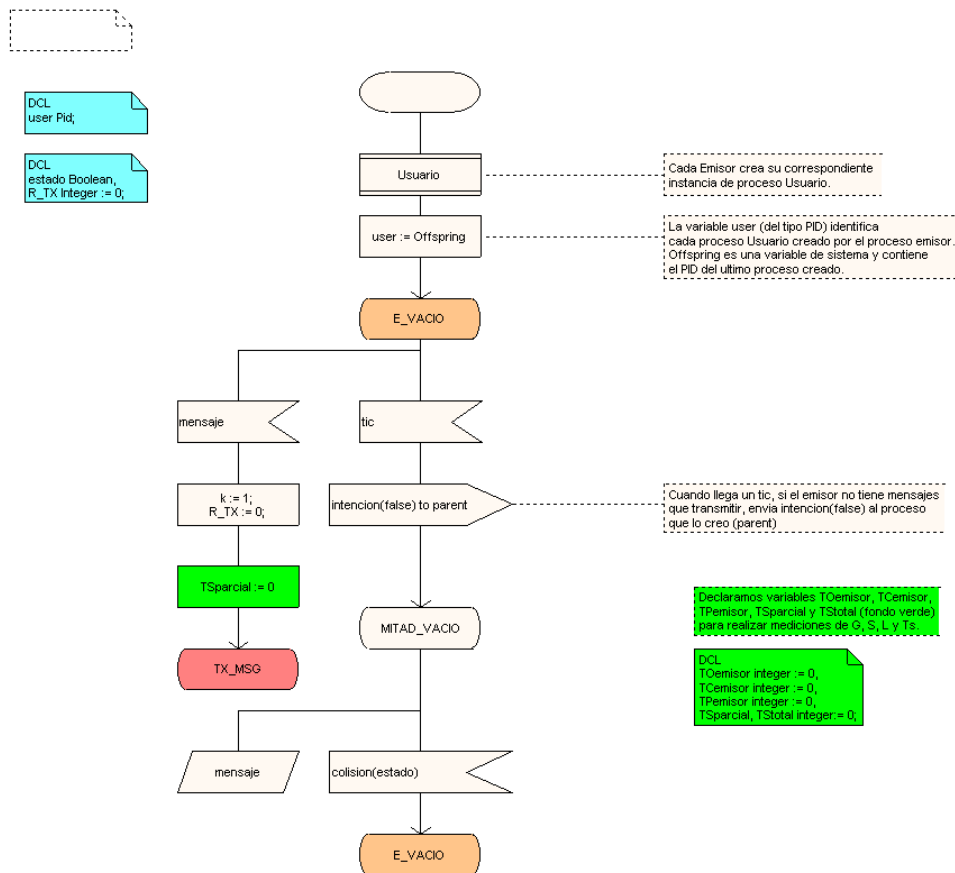 DCL
user Pid;
DCL
estado Boolean,
R_TX Integer := 0;
Usuario
Cada Emisor crea su correspondiente
instancia de proceso Usuario.
user := Offspring
La variable user (del tipo PID) identifica
cada proceso Usuario creado por el proceso emisor.
Offspring es una variable de sistema y contiene
el PID del ultimo proceso creado.
E_VACIO
mensaje
tic
k := 1;
R_TX := 0;
intencion(false) to parent
Cuando llega un tic, si el emisor no tiene mensajes
que transmitir, envia intencion(false) al proceso
que lo creo (parent)
TSparcial := 0
Declaramos variables TOemisor, TCemisor,
TPemisor, TSparcial y TStotal (fondo verde)
para realizar mediciones de G, S, L y Ts.
MITAD_VACIO
TX_MSG
DCL
TOemisor integer := 0,
TCemisor integer := 0,
TPemisor integer := 0,
TSparcial, TStotal integer:= 0;
mensaje
colision(estado)
E_VACIO